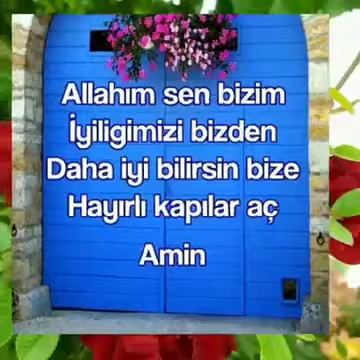 Allahım sen bizim
İyiligimizi bizden
Daha iyi bilirsin bize
Hayırlı kapılar aç
Amin